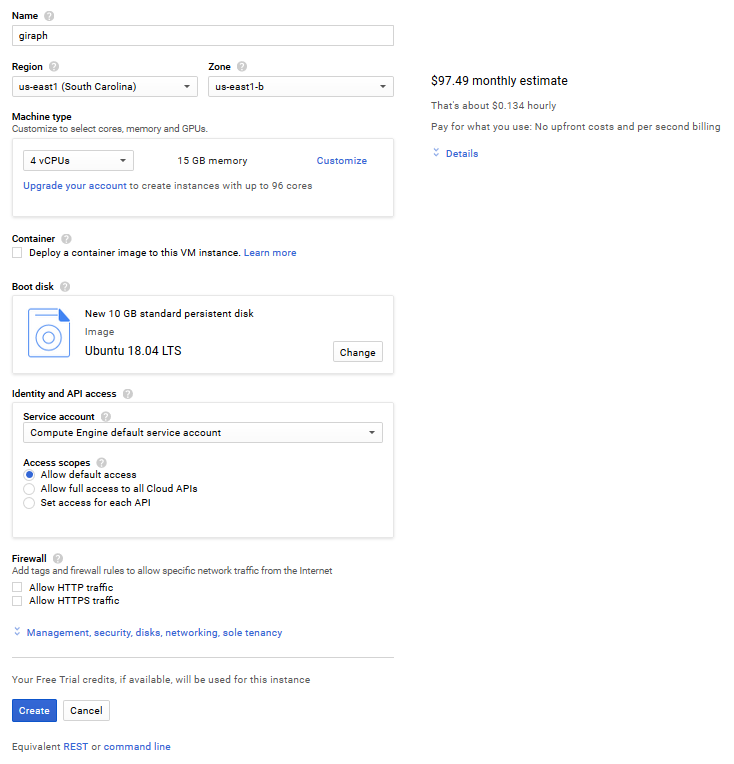 Name
giraph
Region Zone
us-east1 (South Carolina) us-east1-b
$97.49 monthly estimate
That's about $0.134 hourly
Pay for what you use: No upfront costs and per second billing
Details
Machine type
Customize to select cores, memory and GPUs.
4 vCPUs 15 GB memory Customize
Upgrade your account to create instances with up to 96 cores
Container
Deploy a container image to this VM instance. Learn more
Boot disk
New 10 GB standard persistent disk
Image
Ubuntu 18.04 LTS
Change
Identity and API access
Service account
Compute Engine default service account
Access scopes
Allow default access
Allow full access to all Cloud APIs
Set access for each API
Firewall
Add tags and firewall rules to allow specific network traffic from the Internet
Allow HTTP traffic
Allow HTTPS traffic
Management, security, disks, networking, sole tenancy
Your Free Trial credits, if available, will be used for this instance
Create Cancel
Equivalent REST or command line